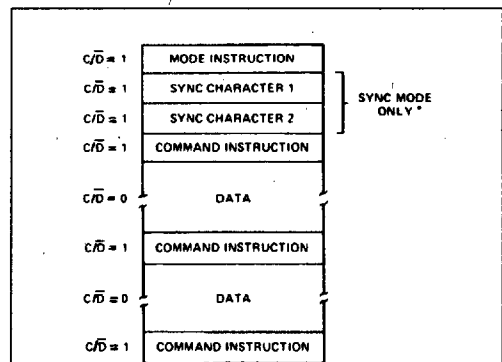 C/D̅ = 1 MODE INSTRUCTION
C/D̅ = 1 SYNC CHARACTER 1
C/D̅ = 1 SYNC CHARACTER 2
SYNC MODE
ONLY*
C/D̅ = 1 COMMAND INSTRUCTION
C/D̅ = 0 DATA
C/D̅ = 1 COMMAND INSTRUCTION
C/D̅ = 0 DATA
C/D̅ = 1 COMMAND INSTRUCTION